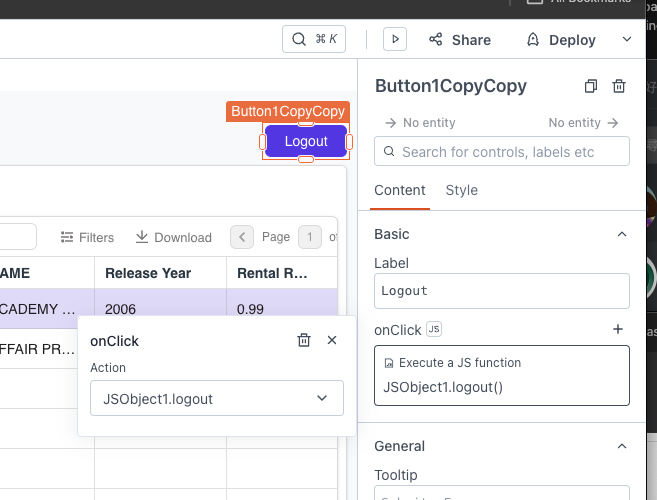 All Bookmarks
⌘ K
Share
Deploy
Button1CopyCopy
No entity
No entity
Search for controls, labels etc
Content
Style
Basic
Label
Logout
onClick
JS
Execute a JS function
JSObject1.logout()
General
Tooltip
Button1CopyCopy
Logout
Filters
Download
Page
1
AME
Release Year
Rental R...
CADEMY ...
2006
0.99
FFAIR PR...
onClick
Action
JSObject1.logout